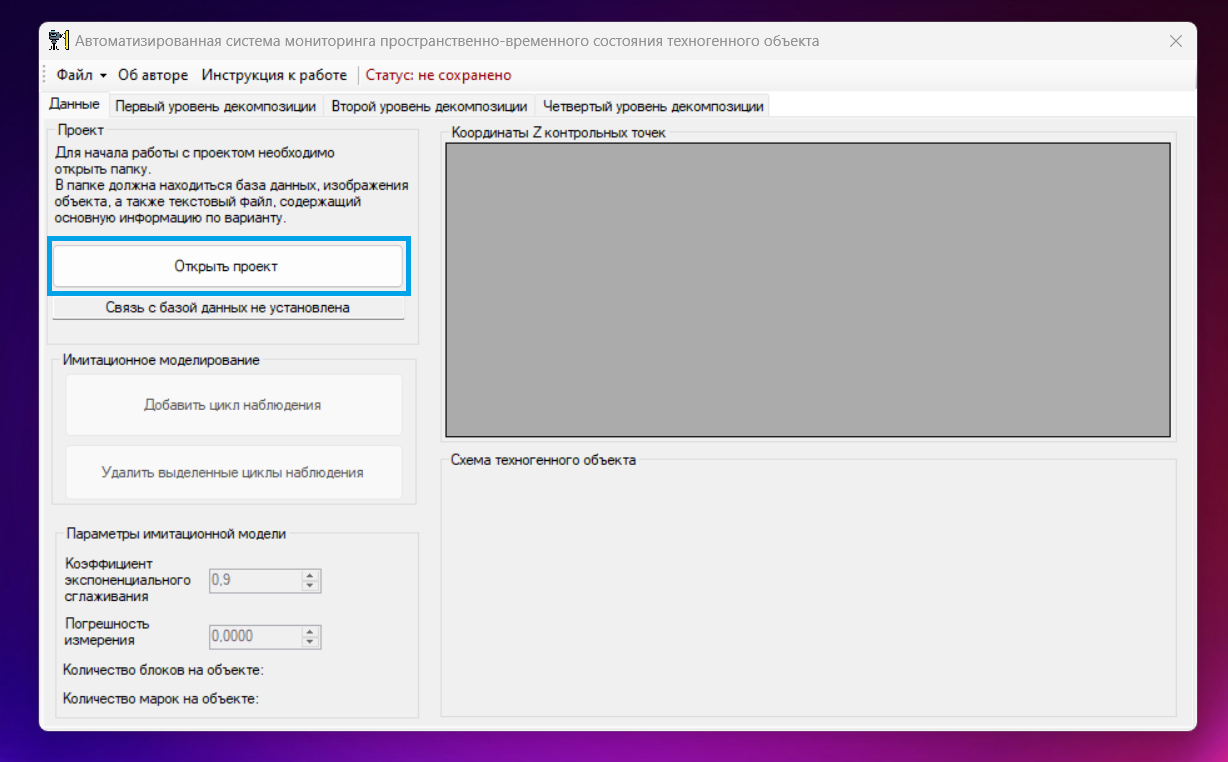 Автоматизированная система мониторинга пространственно-временного состояния техногенного объекта
Файл Об авторе Инструкция к работе Статус: не сохранено
Данные Первый уровень декомпозиции Второй уровень декомпозиции Четвертый уровень декомпозиции
Проект
Для начала работы с проектом необходимо
открыть папку.
В папке должна находиться база данных, изображения
объекта, а также текстовый файл, содержащий
основную информацию по варианту.
Открыть проект
Связь с базой данных не установлена
Имитационное моделирование
Добавить цикл наблюдения
Удалить выделенные циклы наблюдения
Параметры имитационной модели
Коэффициент
экспоненциального
сглаживания
0,9
Погрешность
измерения
0,0000
Количество блоков на объекте:
Количество марок на объекте:
Координаты Z контрольных точек
Схема техногенного объекта